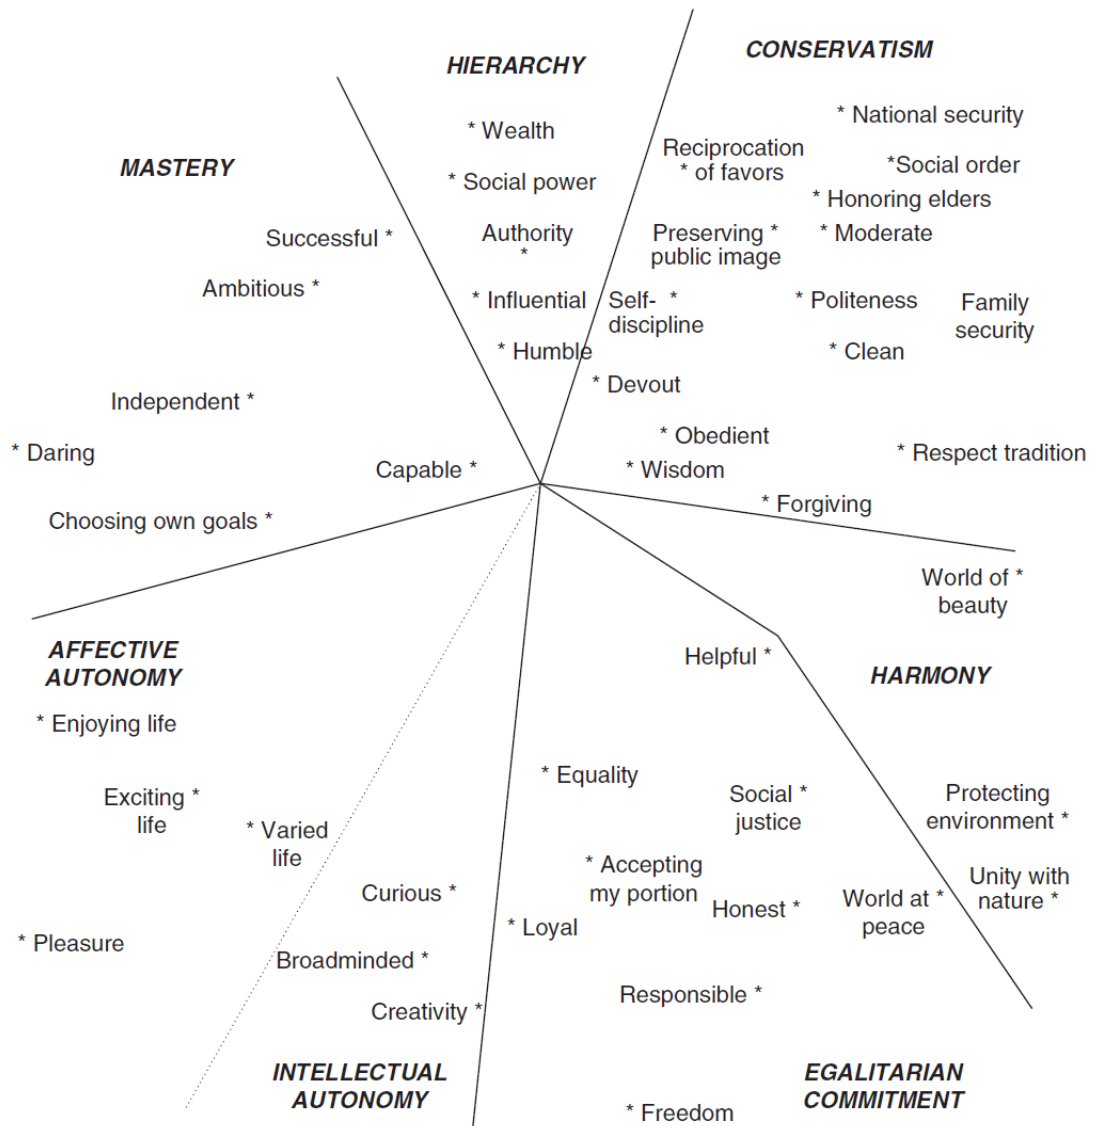 CONSERVATISM
HIERARCHY
* National security
* Wealth
Reciprocation
* of favors
*Social order
MASTERY
* Social power
* Honoring elders
Successful *
Authority
*
Preserving *
public image
* Moderate
Ambitious *
* Influential
Self- *
discipline
* Politeness
Family
security
* Humble
* Clean
* Devout
Independent *
* Obedient
* Daring
Capable *
* Wisdom
* Respect tradition
* Forgiving
Choosing own goals *
World of *
beauty
AFFECTIVE
AUTONOMY
Helpful *
HARMONY
* Enjoying life
* Equality
Exciting *
life
Social *
justice
Protecting
environment *
* Varied
life
* Accepting
my portion
Unity with
nature *
Curious *
Honest *
World at *
peace
* Loyal
* Pleasure
Broadminded *
Responsible *
Creativity *
INTELLECTUAL
AUTONOMY
EGALITARIAN
COMMITMENT
* Freedom